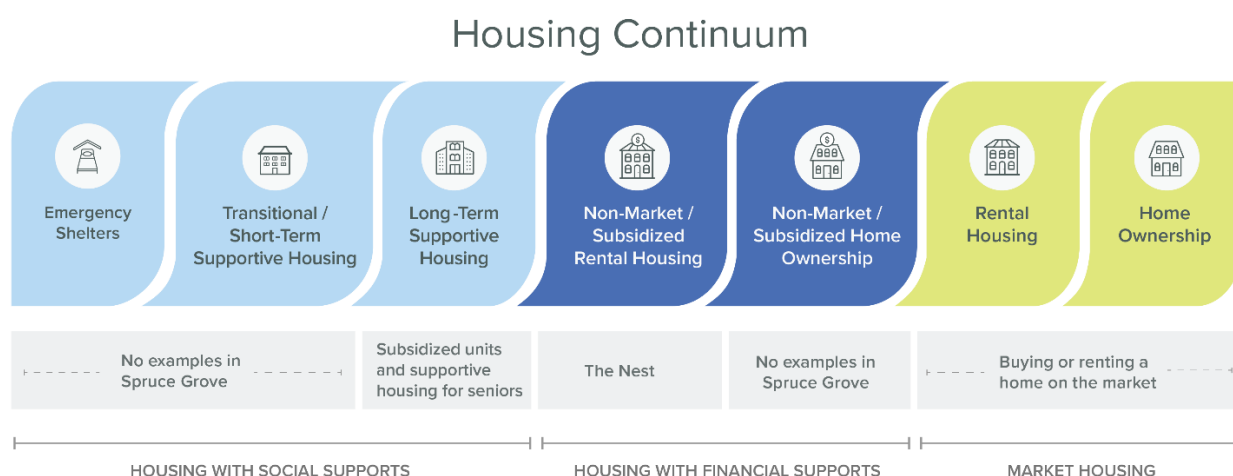 Housing Continuum
Emergency
Shelters
Transitional /
Short-Term
Supportive Housing
Long-Term
Supportive
Housing
$
Non-Market /
Subsidized
Rental Housing
$
Non-Market /
Subsidized Home
Ownership
Rental
Housing
Home
Ownership
No examples in
Spruce Grove
Subsidized units
and supportive
housing for seniors
The Nest
No examples in
Spruce Grove
Buying or renting a
home on the market
HOUSING WITH SOCIAL SUPPORTS
HOUSING WITH FINANCIAL SUPPORTS
MARKET HOUSING